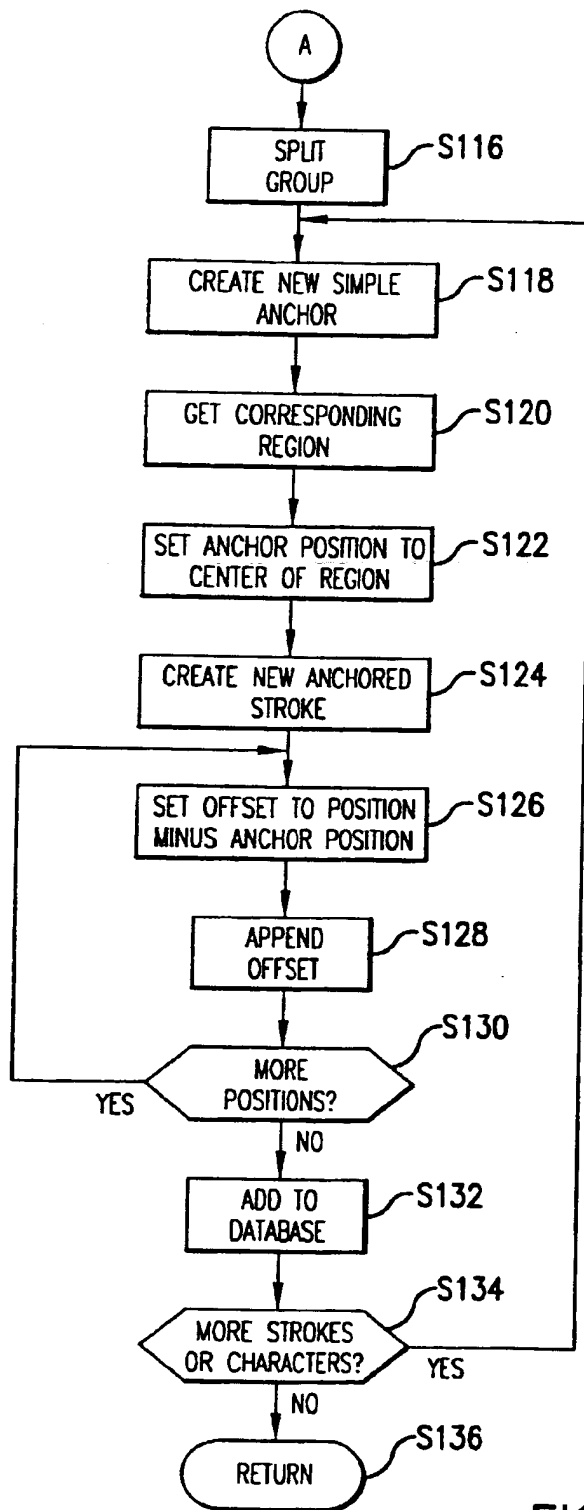 A
SPLIT
GROUP
S116
CREATE NEW SIMPLE
ANCHOR
S118
GET CORRESPONDING
REGION
S120
SET ANCHOR POSITION TO
CENTER OF REGION
S122
CREATE NEW ANCHORED
STROKE
S124
SET OFFSET TO POSITION
MINUS ANCHOR POSITION
S126
APPEND
OFFSET
S128
MORE
POSITIONS?
S130
YES
NO
ADD TO
DATABASE
S132
MORE STROKES
OR CHARACTERS?
S134
YES
NO
RETURN
S136